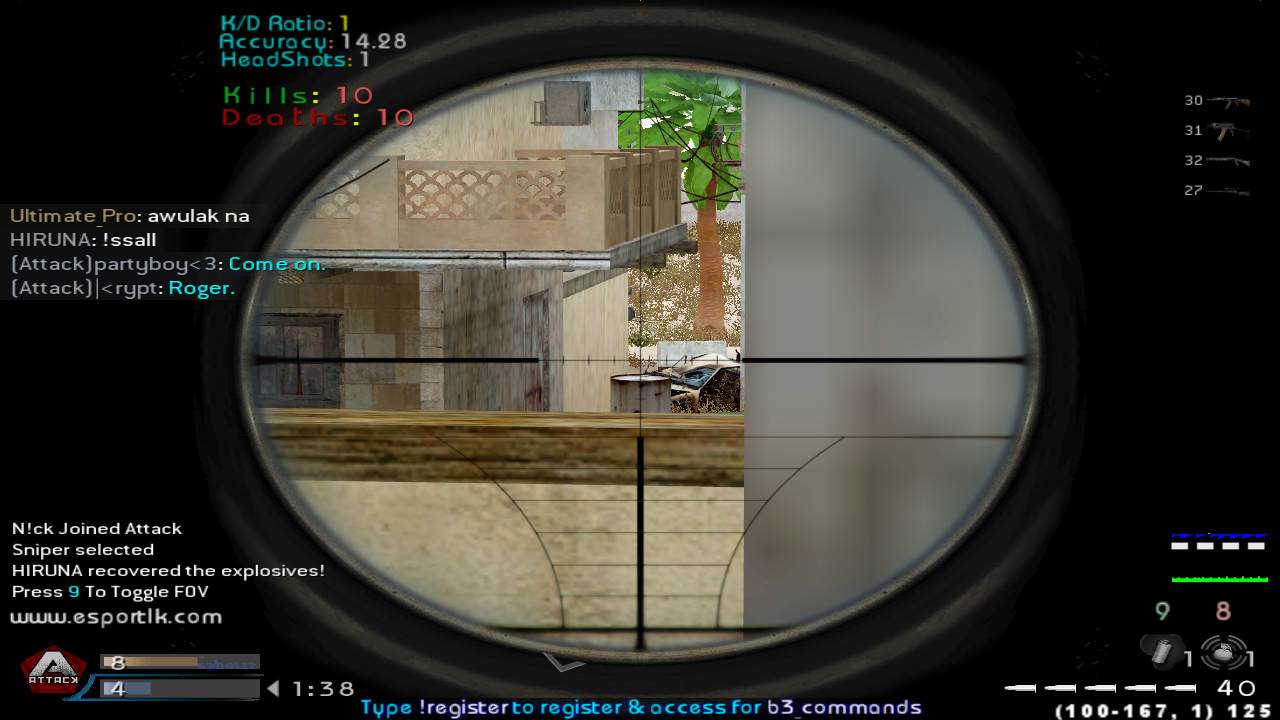 K/D Ratio: 1
Accuracy: 14.28
HeadShots: 1
Kills: 10
Deaths: 10
30
31
32
27
Ultimate_Pro: awulak na
HIRUNA: !ssall
(Attack)partyboy<3: Come on.
(Attack)|<rypt: Roger.
N!ck Joined Attack
Sniper selected
HIRUNA recovered the explosives!
Press 9 To Toggle FOV
www.esportlk.com
9 8
ATTACK
8
4
1:38
1 1
40
Type !register to register & access for b3_commands
(100-167, 1) 125